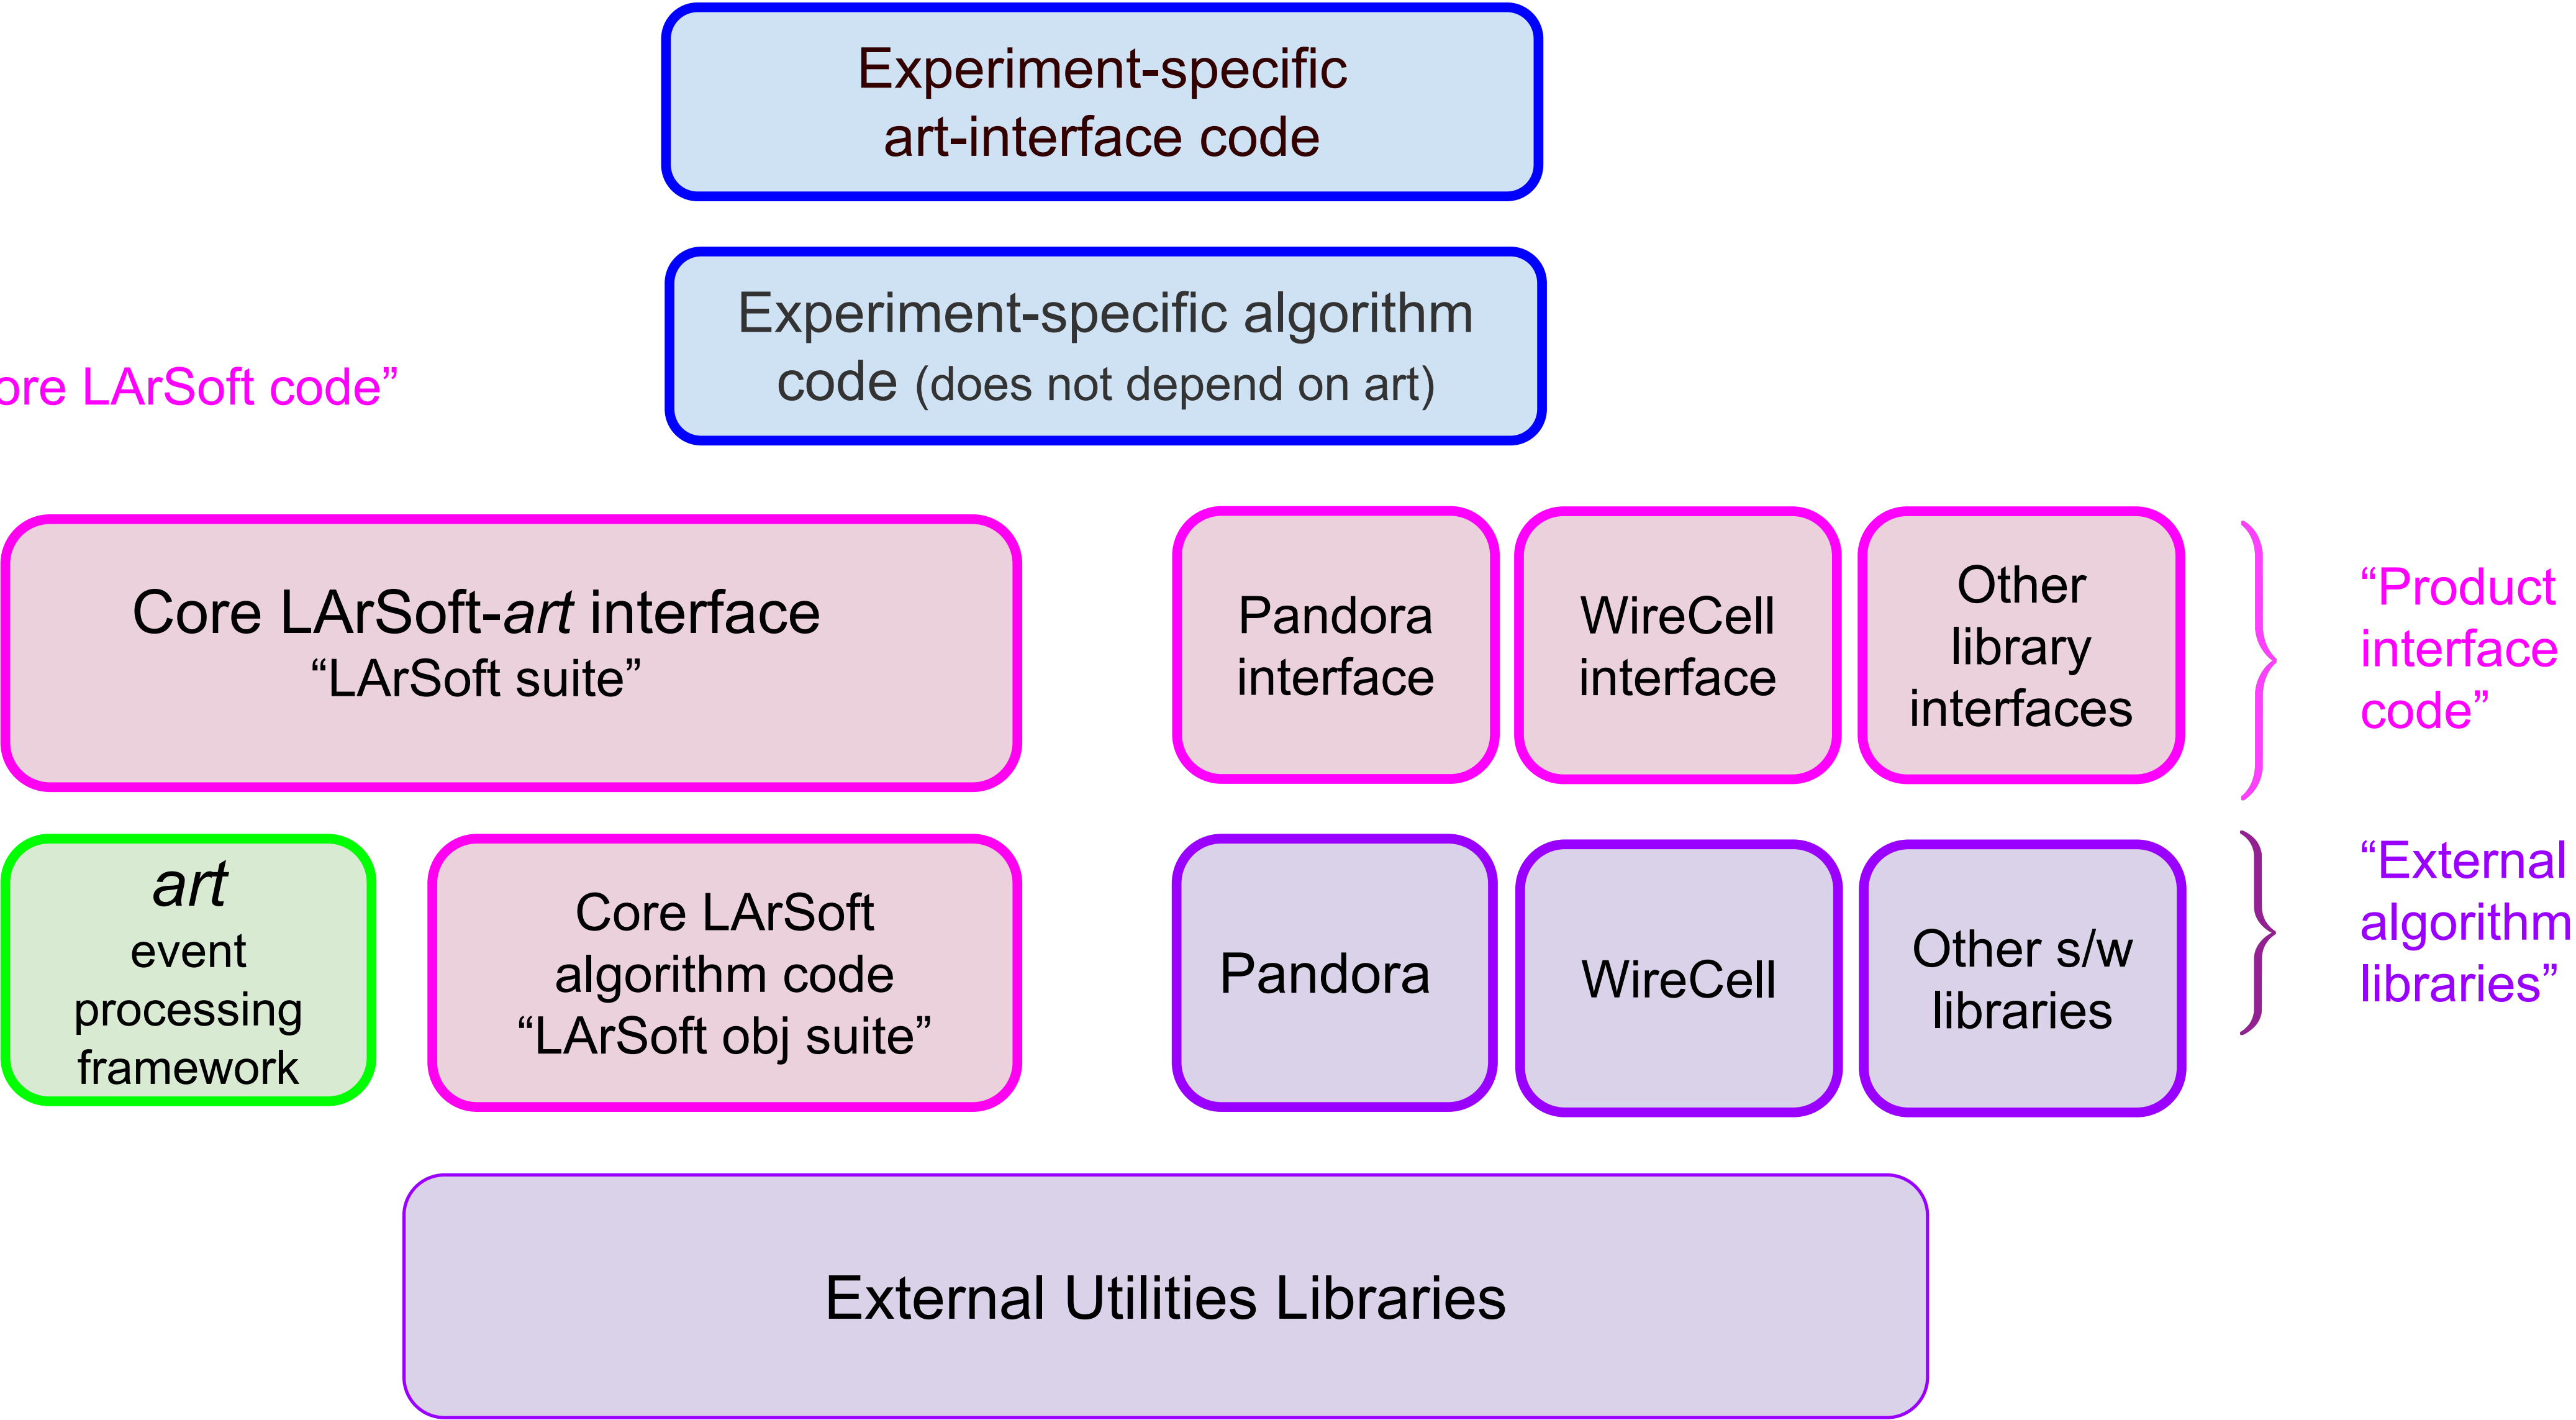 Experiment-specific
art-interface code
Experiment-specific algorithm
code (does not depend on art)
ore LArSoft code”
Core LArSoft-art interface
“LArSoft suite”
Pandora
interface
WireCell
interface
Other
library
interfaces
“Product
interface
code”
art
event
processing
framework
Core LArSoft
algorithm code
“LArSoft obj suite”
Pandora
WireCell
Other s/w
libraries
“External
algorithm
libraries”
External Utilities Libraries